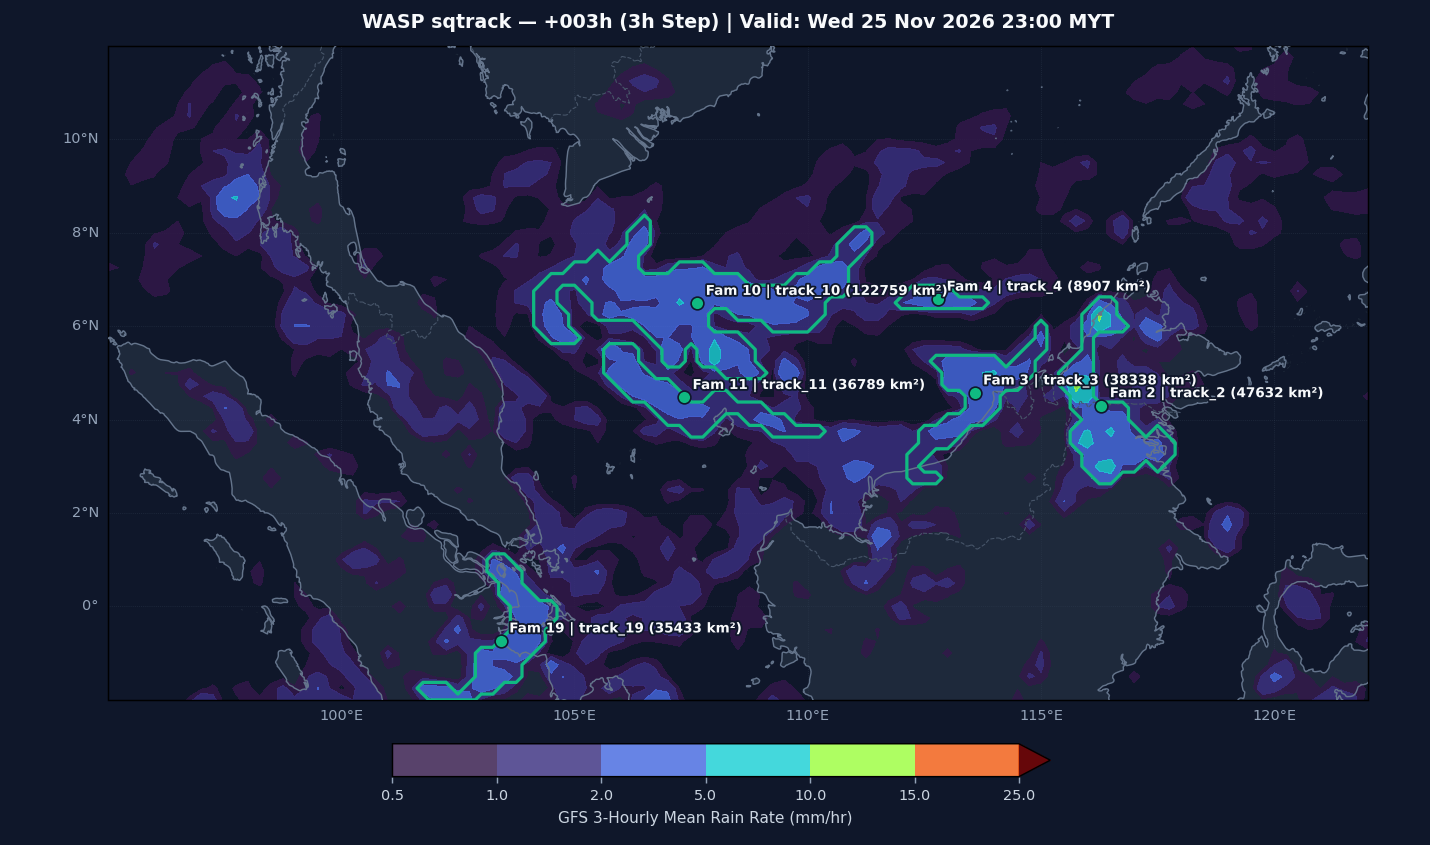 WASP sqtrack — +003h (3h Step) | Valid: Wed 25 Nov 2026 23:00 MYT
10°N
8°N
6°N
4°N
2°N
0°
Fam 10 | track_10 (122759 km²)
Fam 4 | track_4 (8907 km²)
Fam 11 | track_11 (36789 km²)
Fam 3 | track_3 (38338 km²)
Fam 2 | track_2 (47632 km²)
Fam 19 | track_19 (35433 km²)
100°E 105°E 110°E 115°E 120°E
0.5 1.0 2.0 5.0 10.0 15.0 25.0
GFS 3-Hourly Mean Rain Rate (mm/hr)